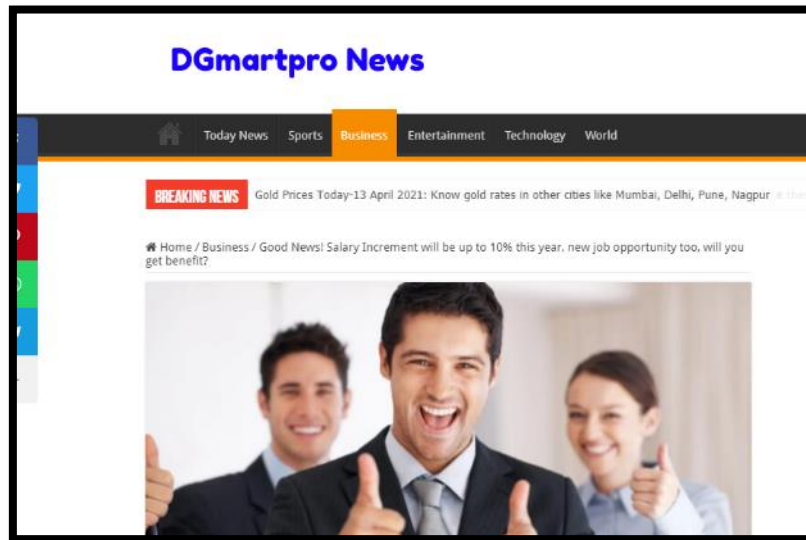 DGmartpro News
Today News Sports Business Entertainment Technology World
BREAKING NEWS Gold Prices Today-13 April 2021: Know gold rates in other cities like Mumbai, Delhi, Pune, Nagpur
Home / Business / Good News! Salary Increment will be up to 10% this year, new job opportunity too, will you
get benefit?